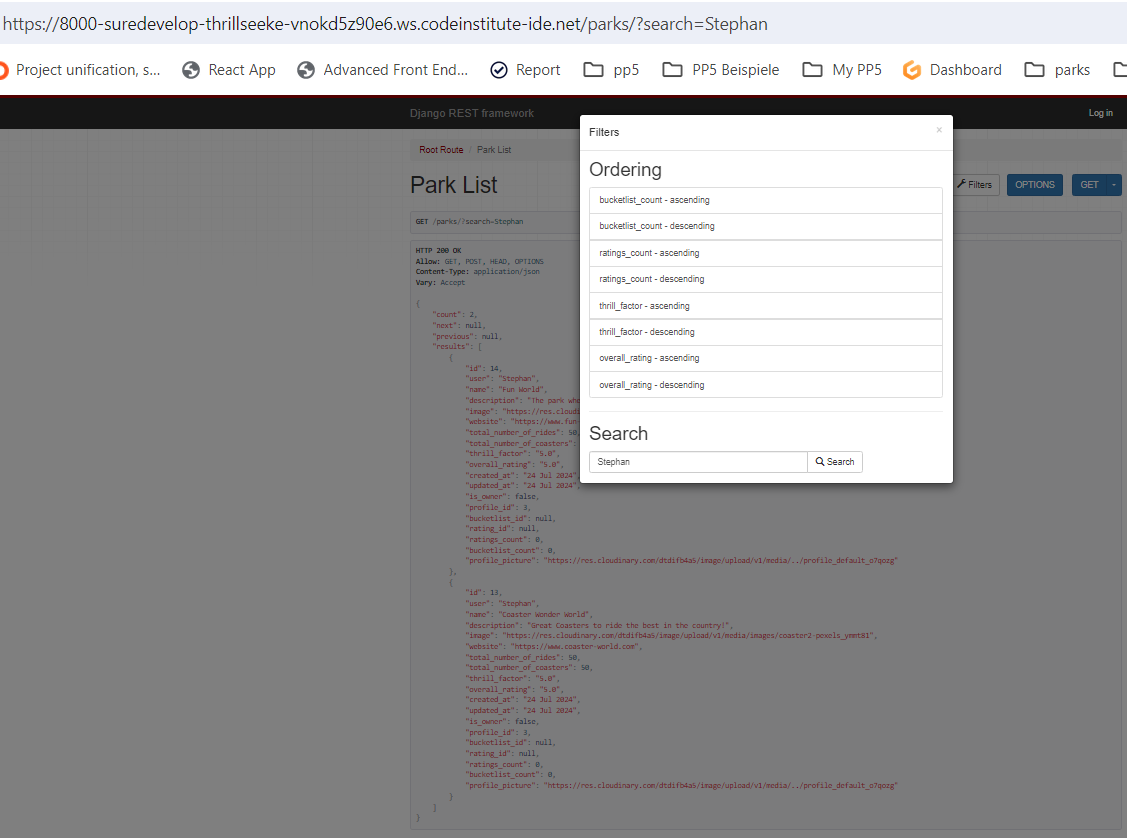 https://8000-suredevelop-thrillseeke-vnokd5z90e6.ws.codeinstitute-ide.net/parks/?search=Stephan
Project unification, s... React App Advanced Front End... Report pp5 PP5 Beispiele My PP5 Dashboard parks
Django REST framework Log in
Root Route / Park List
Park List
Filters OPTIONS GET
GET /parks/?search=Stephan
HTTP 200 OK
Allow: GET, POST, HEAD, OPTIONS
Content-Type: application/json
Vary: Accept
{
"count": 2,
"next": null,
"previous": null,
"results": [
{
"id": 14,
"user": "Stephan",
"name": "Fun World",
"description": "The park
"image": "https://res.cloudin
"website": "https://www.fun-
"total_number_of_rides": 50,
"total_number_of_coasters":
"thrill_factor": "5.0",
"overall_rating": "5.0",
"created_at": "24 Jul 2024",
"updated_at": "24 Jul 2024",
"is_owner": false,
"profile_id": 3,
"bucketlist_id": null,
"rating_id": null,
"ratings_count": 0,
"bucketlist_count": 0,
"profile_picture": "https://res.cloudinary.com/dtdifb4a5/image/upload/v1/media/../profile_default_o7qozg"
},
{
"id": 13,
"user": "Stephan",
"name": "Coaster Wonder World",
"description": "Great Coasters to ride the best in the country!",
"image": "https://res.cloudinary.com/dtdifb4a5/image/upload/v1/media/images/coaster2-pexels_ymmt81",
"website": "https://www.coaster-world.com",
"total_number_of_rides": 50,
"total_number_of_coasters": 50,
"thrill_factor": "5.0",
"overall_rating": "5.0",
"created_at": "24 Jul 2024",
"updated_at": "24 Jul 2024",
"is_owner": false,
"profile_id": 3,
"bucketlist_id": null,
"rating_id": null,
"ratings_count": 0,
"bucketlist_count": 0,
"profile_picture": "https://res.cloudinary.com/dtdifb4a5/image/upload/v1/media/../profile_default_o7qozg"
}
]
}
Filters ×
Ordering
bucketlist_count - ascending
bucketlist_count - descending
ratings_count - ascending
ratings_count - descending
thrill_factor - ascending
thrill_factor - descending
overall_rating - ascending
overall_rating - descending
Search
Stephan Search